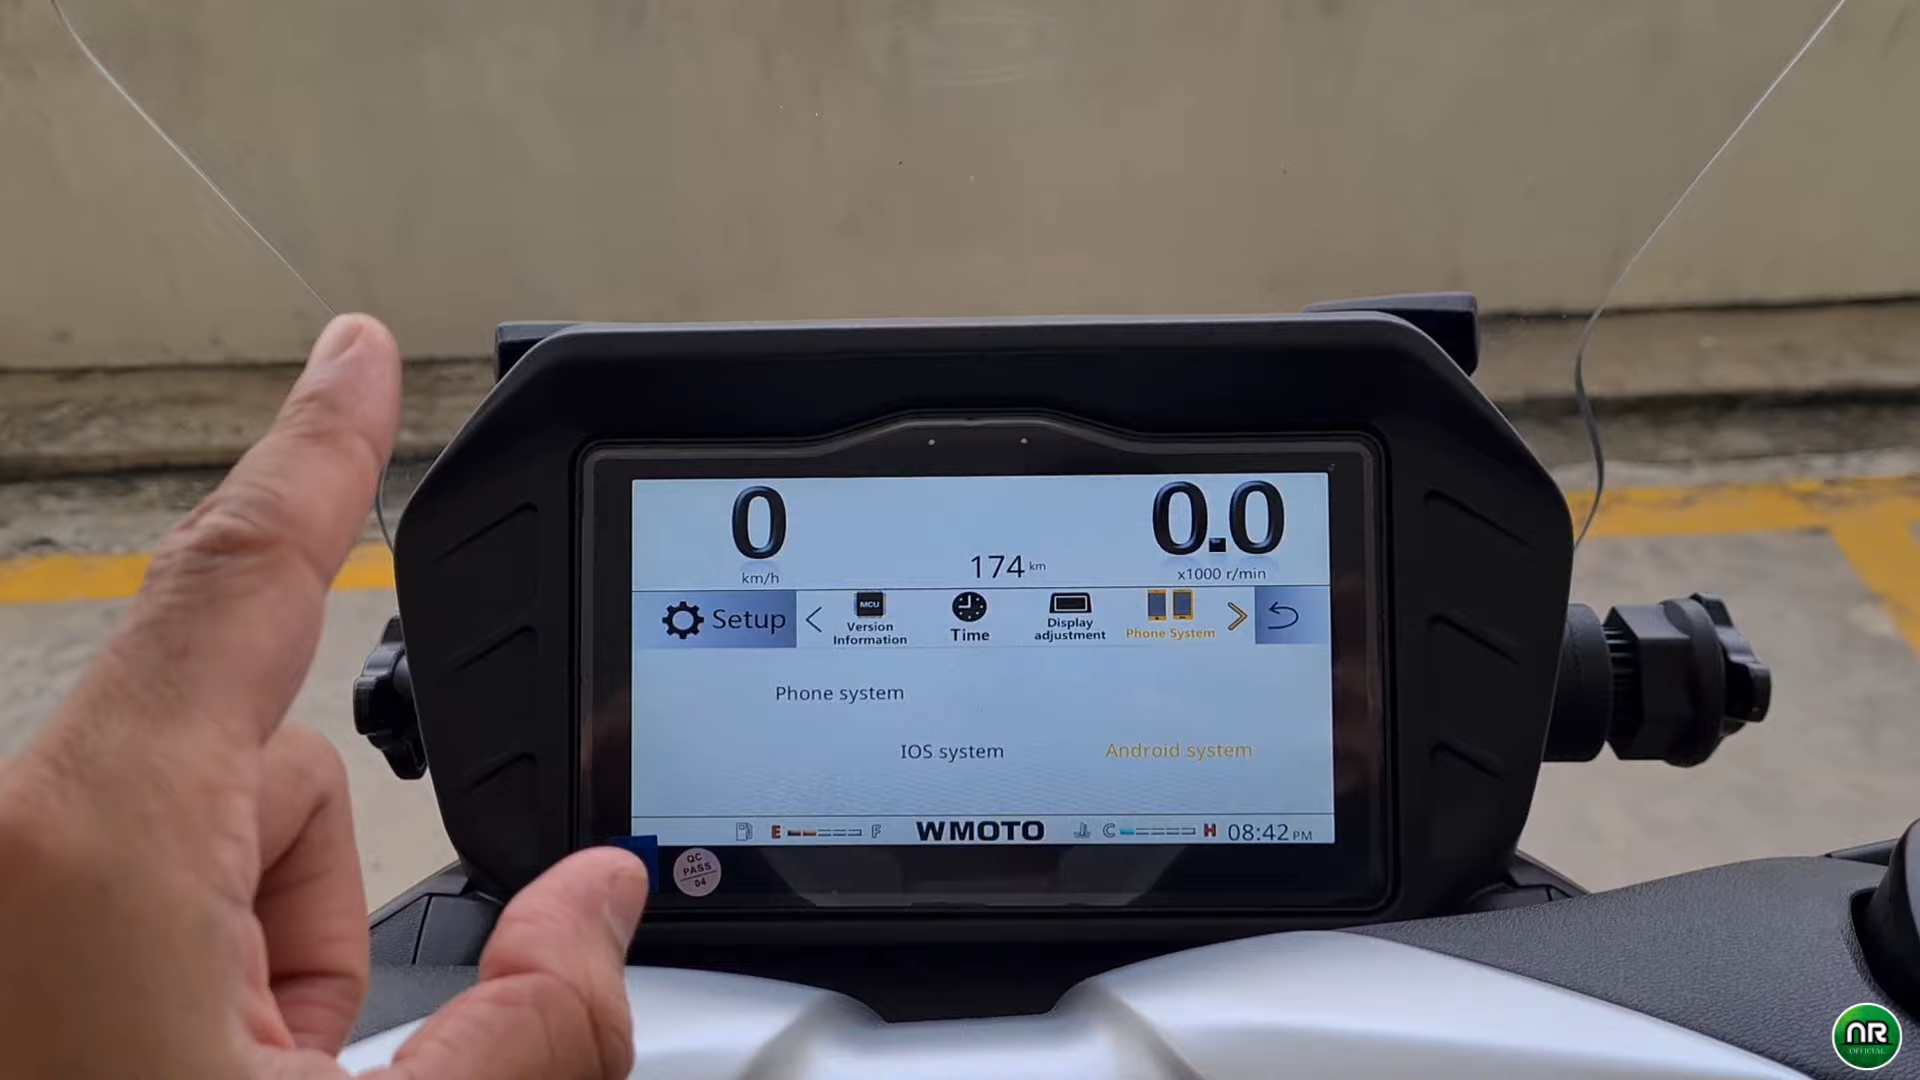 0
0.0
km/h
174 km
x1000 r/min
Setup
MCU
Version
Information
Time
Display
adjustment
Phone System
Phone system
IOS system
Android system
E
F
WMOTO
C
H
08:42 PM
QC
PASS
04
NR
OFFICIAL